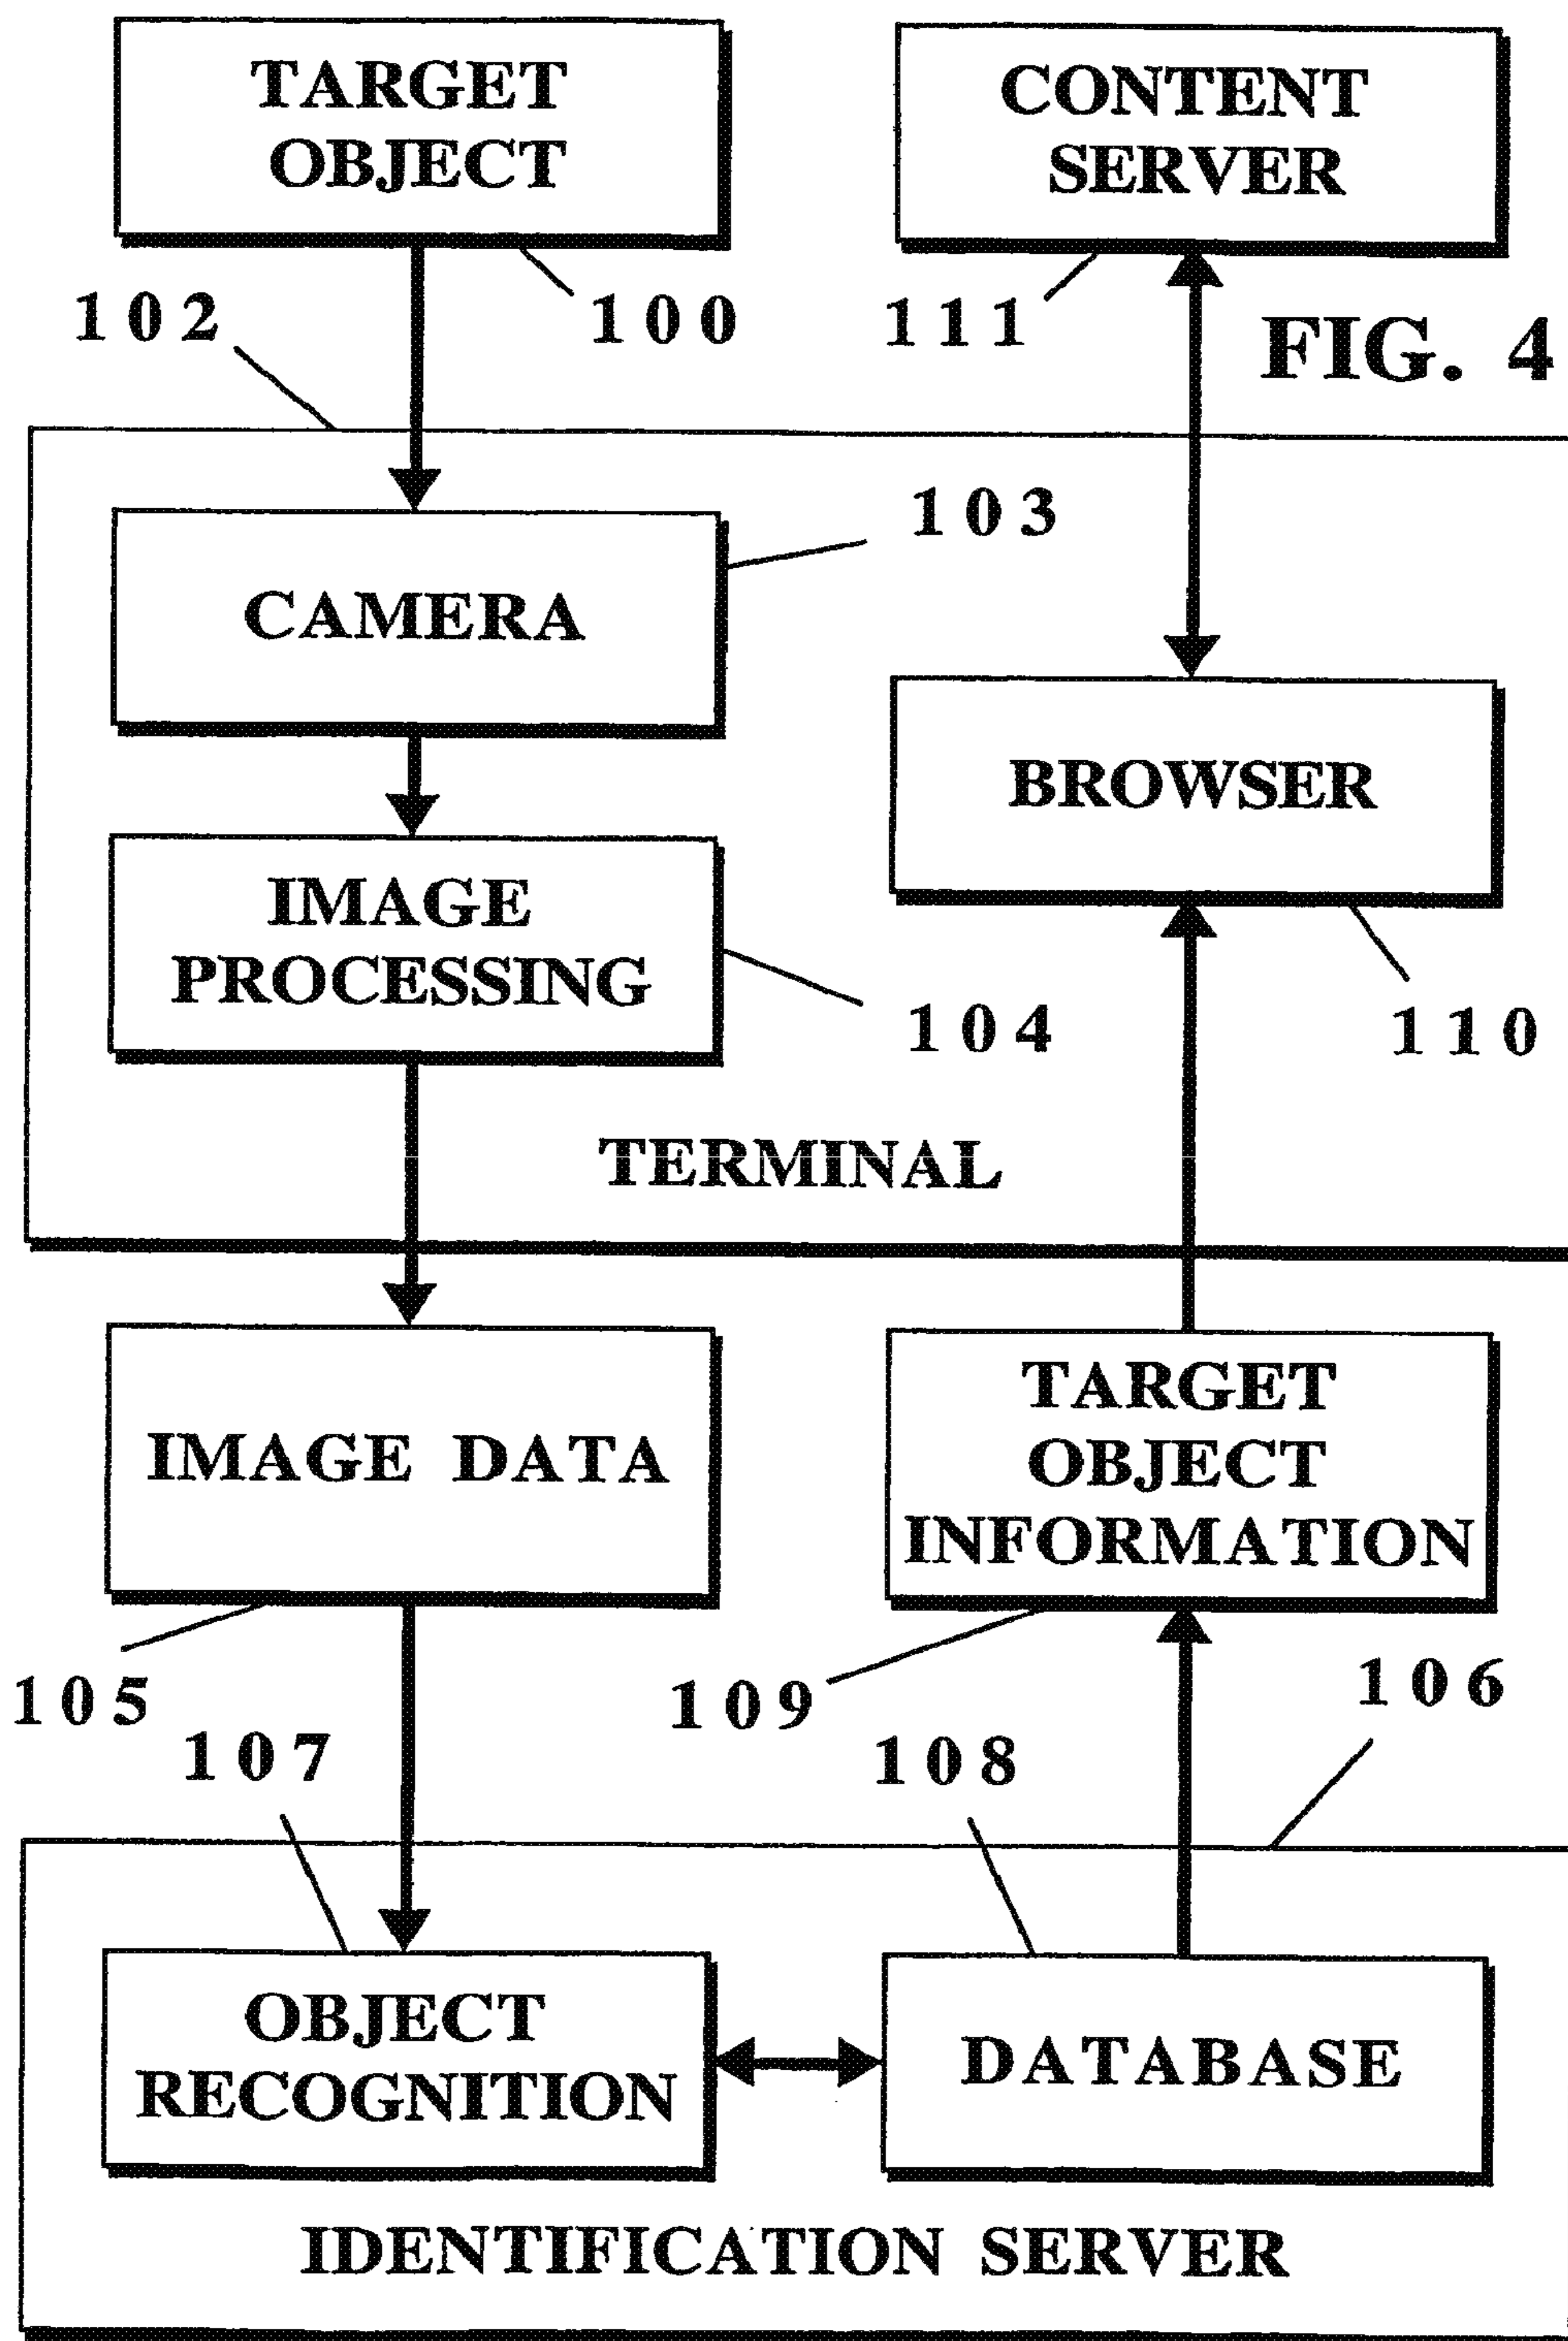 TARGET
OBJECT
CONTENT
SERVER
102
100
111
FIG. 4
CAMERA
103
BROWSER
IMAGE
PROCESSING
104
110
TERMINAL
IMAGE DATA
TARGET
OBJECT
INFORMATION
105
109
106
107
108
OBJECT
RECOGNITION
DATABASE
IDENTIFICATION SERVER